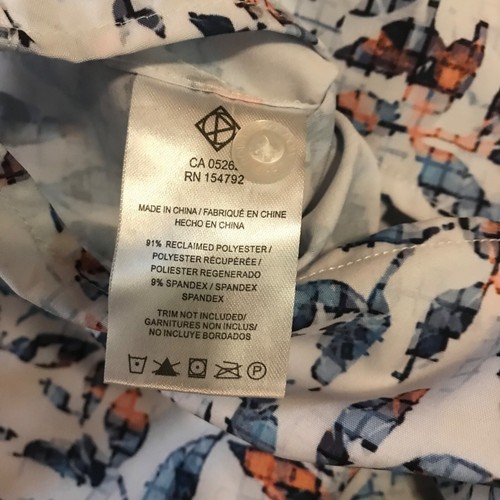 CA 0526
RN 154792
MADE IN CHINA / FABRIQUÉ EN CHINE
HECHO EN CHINA
91% RECLAIMED POLYESTER /
POLYESTER RÉCUPÉRÉE /
POLIESTER REGENERADO
9% SPANDEX / SPANDEX
SPANDEX
TRIM NOT INCLUDED/
GARNITURES NON INCLUS/
NO INCLUYE BORDADOS
P